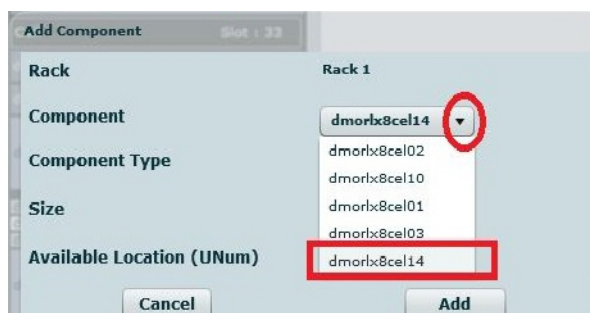 Add Component Slot : 33
Rack Rack 1
Component dmorlx8cel14
dmorlx8cel02
Component Type
dmorlx8cel10
Size dmorlx8cel01
dmorlx8cel03
Available Location (UNum) dmorlx8cel14
Cancel Add